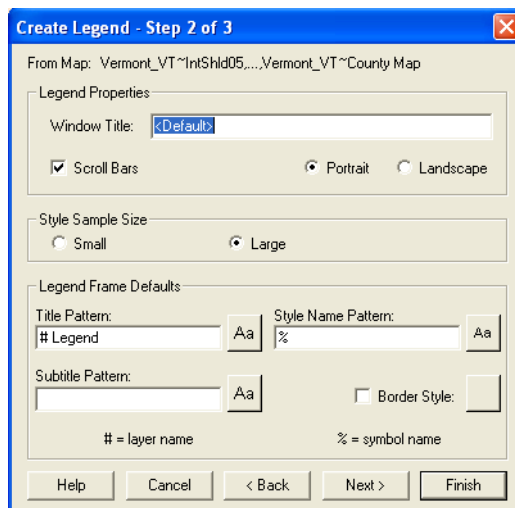 Create Legend - Step 2 of 3
From Map: Vermont_VT~IntShld05,...,Vermont_VT~County Map
Legend Properties
Window Title: <Default>
Scroll Bars Portrait Landscape
Style Sample Size
Small Large
Legend Frame Defaults
Title Pattern: Style Name Pattern:
# Legend Aa % Aa
Subtitle Pattern:
Aa Border Style:
# = layer name % = symbol name
Help Cancel < Back Next > Finish